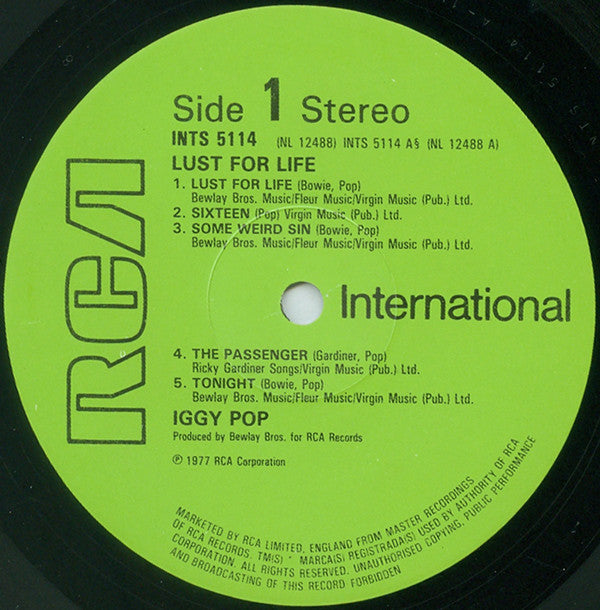 Side 1 Stereo
INTS 5114 (NL 12488) INTS 5114 A§ (NL 12488 A)
LUST FOR LIFE
1. LUST FOR LIFE (Bowie, Pop)
Bewlay Bros. Music/Fleur Music/Virgin Music (Pub.) Ltd.
2. SIXTEEN (Pop) Virgin Music (Pub.) Ltd.
3. SOME WEIRD SIN (Bowie, Pop)
Bewlay Bros. Music/Fleur Music/Virgin Music (Pub.) Ltd.
RCA
International
4. THE PASSENGER (Gardiner, Pop)
Ricky Gardiner Songs/Virgin Music (Pub.) Ltd.
5. TONIGHT (Bowie, Pop)
Bewlay Bros. Music/Fleur Music/Virgin Music (Pub.) Ltd.
IGGY POP
Produced by Bewlay Bros. for RCA Records
℗ 1977 RCA Corporation
MARKETED BY RCA LIMITED, ENGLAND FROM MASTER RECORDINGS
OF RCA RECORDS. TM(S) ® MARCA(S) REGISTRADA(S) USED BY AUTHORITY OF RCA
CORPORATION. ALL RIGHTS RESERVED. UNAUTHORISED COPYING, PUBLIC PERFORMANCE
AND BROADCASTING OF THIS RECORD FORBIDDEN